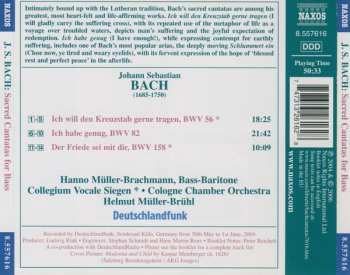 Intimately bound up with the Lutheran tradition, Bach's sacred cantatas are among his
greatest, most heart-felt and life-affirming works. Ich will den Kreuzstab gerne tragen (I
will gladly carry the suffering cross), with its repeated use of the metaphor of life as a
voyage over troubled waters, depicts man's suffering and the joyful expectation of
redemption. Ich habe genug (I have enough), while expressing contempt for earthly
suffering, includes one of Bach's most popular arias, the deeply moving Schlummert ein
(Now close, ye tired and weary eyelids), with its fervent expression of the hope of 'blessed
rest and perfect peace' in the afterlife.
Johann Sebastian
BACH
(1685-1750)
1-5 Ich will den Kreuzstab gerne tragen, BWV 56 * 18:25
6-10 Ich habe genug, BWV 82 21:42
11-14 Der Friede sei mit dir, BWV 158 * 10:09
Hanno Müller-Brachmann, Bass-Baritone
Collegium Vocale Siegen * • Cologne Chamber Orchestra
Helmut Müller-Brühl
Deutschlandfunk
J. S. BACH: Sacred Cantatas for Bass
8.557616
NAXOS
NAXOS
8.557616
DDD
Playing Time
50:33
www.naxos.com
J. S. BACH: Sacred Cantatas for Bass
8.557616